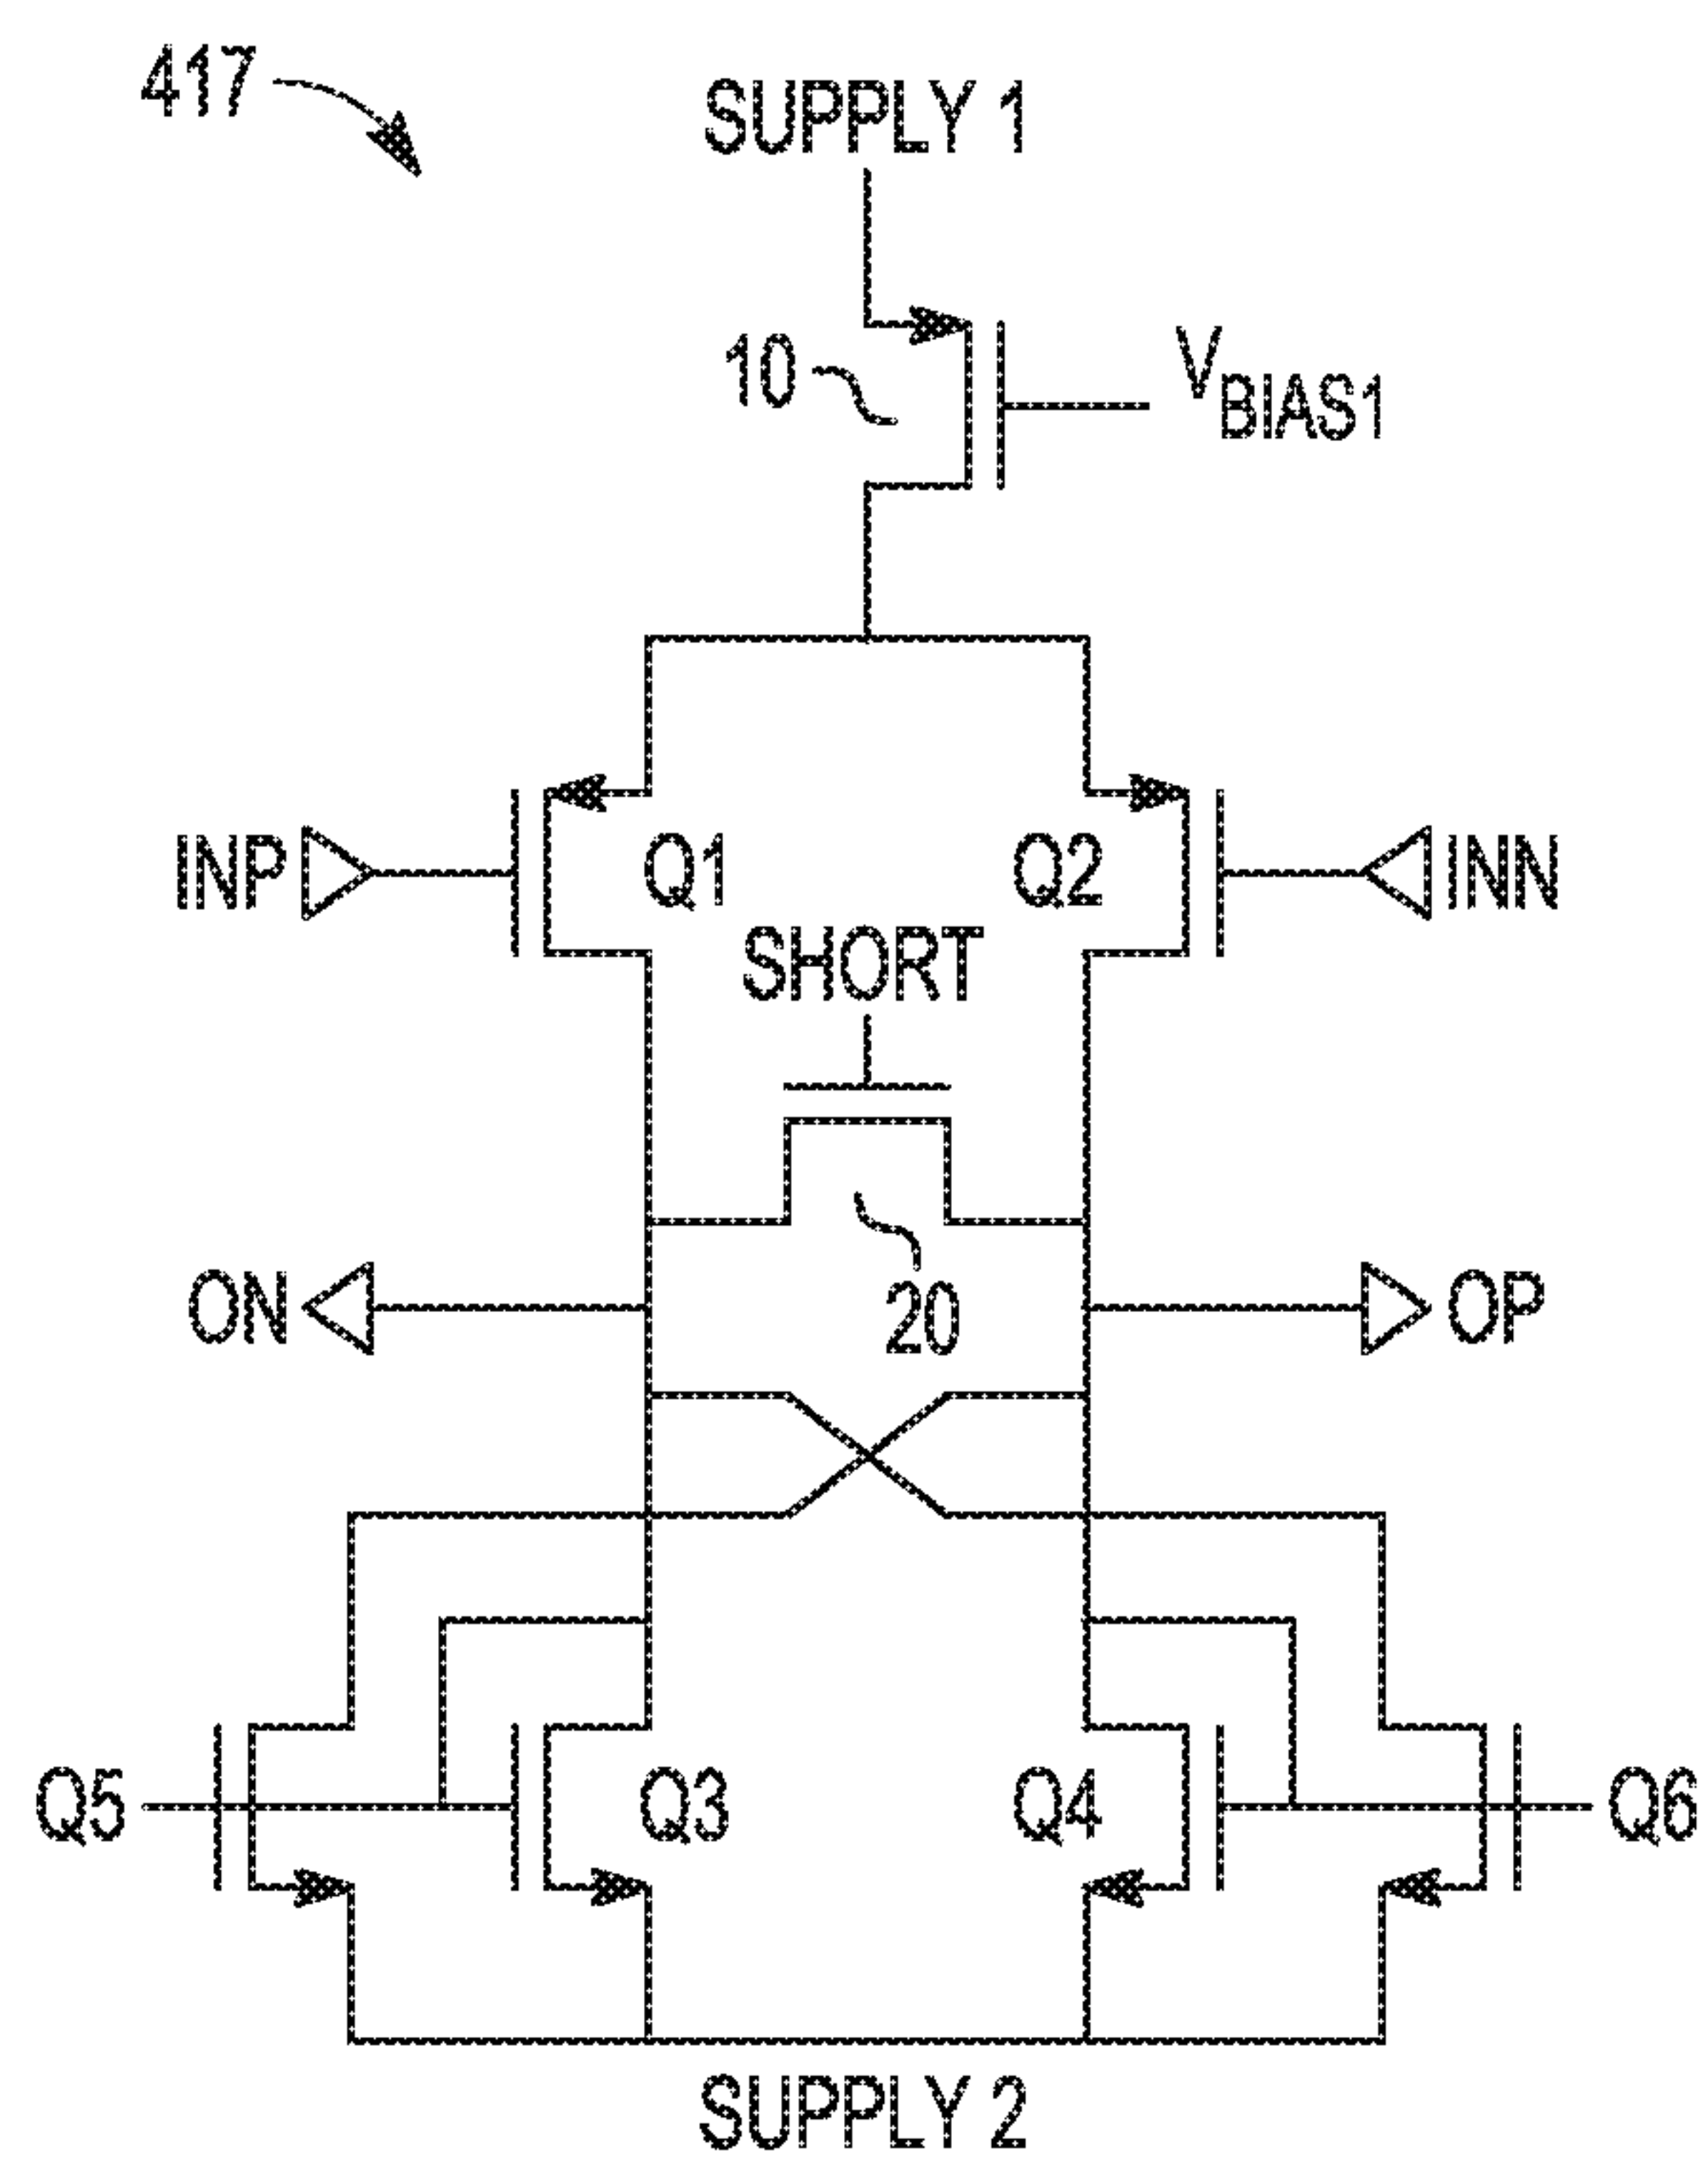 417
SUPPLY 1
10
VBIAS1
INP
Q1
Q2
INN
SHORT
ON
20
OP
Q5
Q3
Q4
Q6
SUPPLY 2